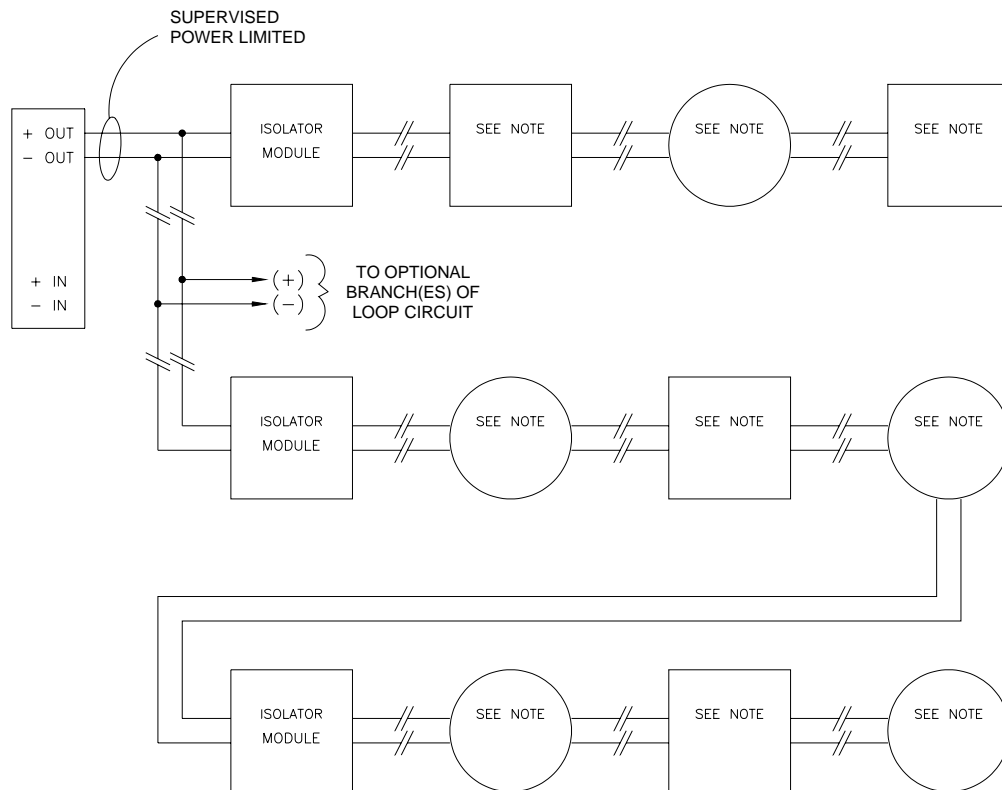 SUPERVISED
POWER LIMITED
+ OUT
− OUT
+ IN
− IN
ISOLATOR
MODULE
SEE NOTE
SEE NOTE
SEE NOTE
(+)
(−)
TO OPTIONAL
BRANCH(ES) OF
LOOP CIRCUIT
ISOLATOR
MODULE
SEE NOTE
SEE NOTE
SEE NOTE
ISOLATOR
MODULE
SEE NOTE
SEE NOTE
SEE NOTE